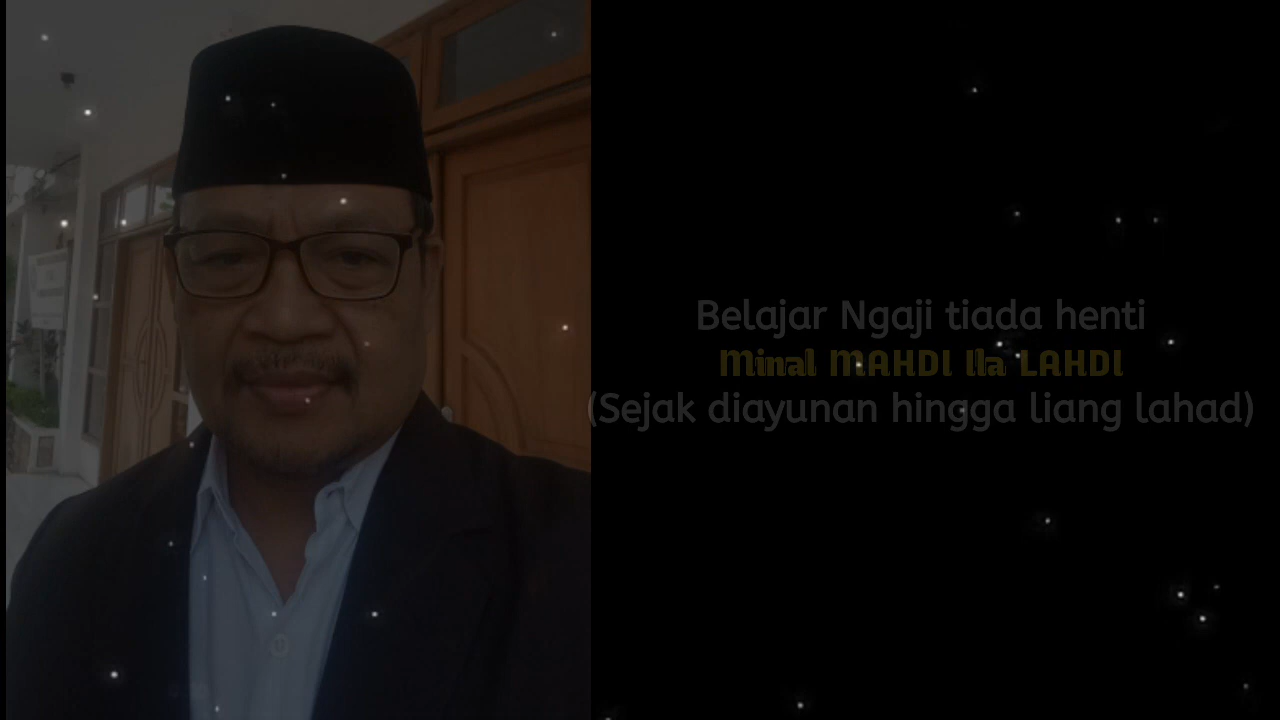 Belajar Ngaji tiada henti
Minal MAHDI Ila LAHDI
(Sejak diayunan hingga liang lahad)